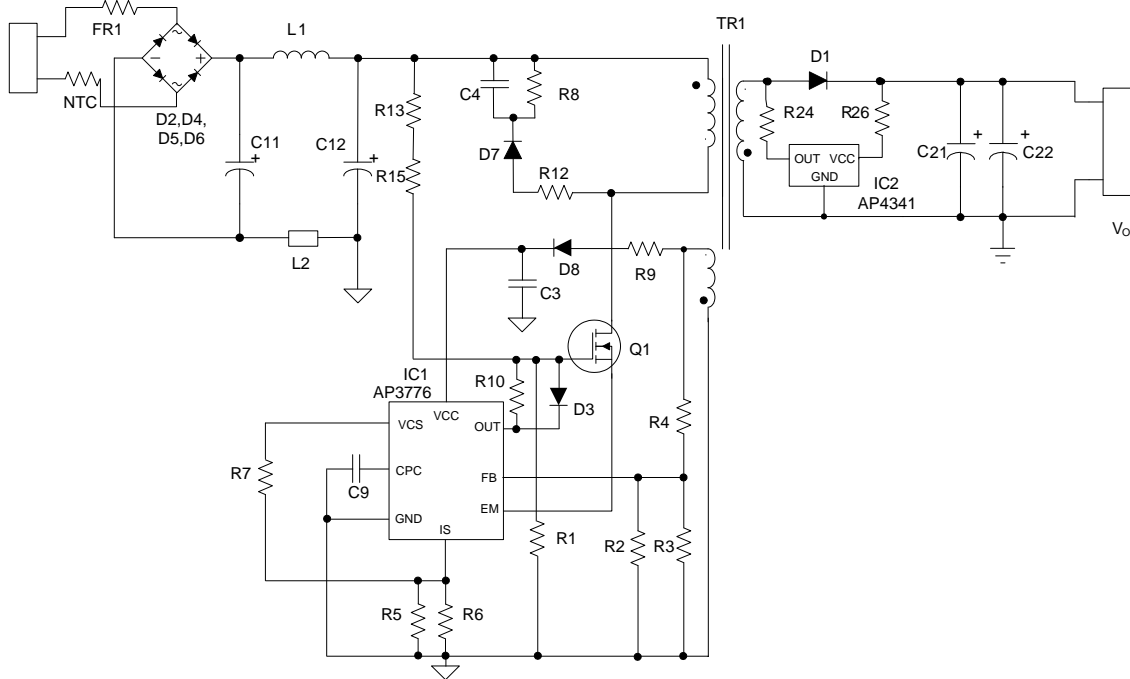 FR1
NTC
D2,D4,
D5,D6
L1
C11
C12
L2
R13
R15
C4
R8
D7
R12
TR1
D1
R24
R26
OUT VCC
GND
IC2
AP4341
C21
C22
VO
D8
R9
C3
Q1
IC1
AP3776
R10
D3
R4
VCC
VCS
OUT
CPC
FB
GND
EM
IS
R7
C9
R1
R2
R3
R5
R6
+
+
+
+
+
−
~
~